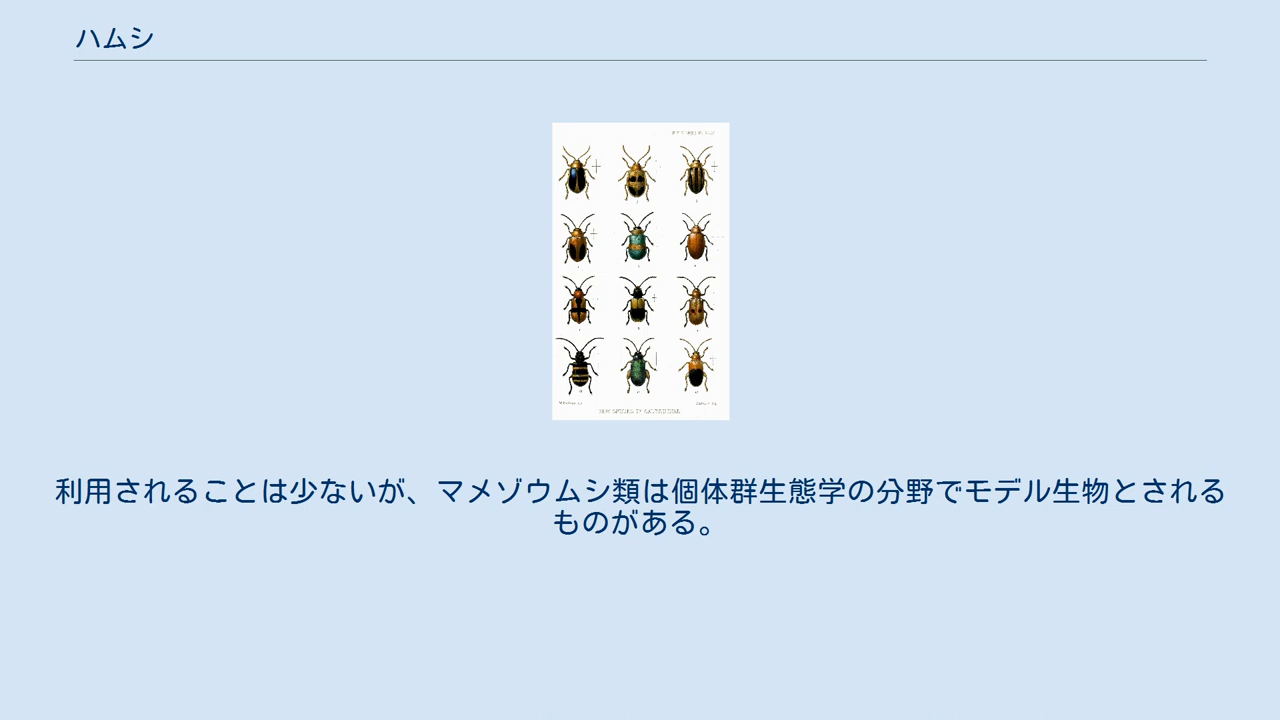 ハムシ
利用されることは少ないが、マメゾウムシ類は個体群生態学の分野でモデル生物とされる
ものがある。